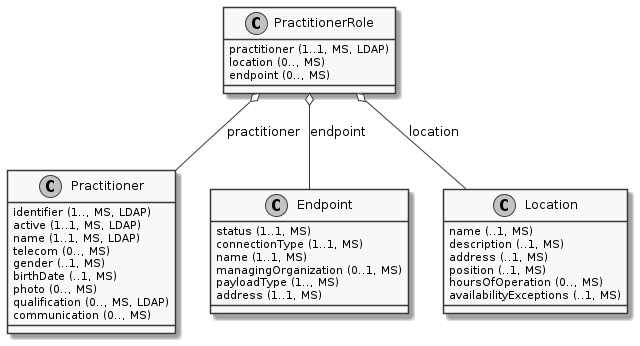 C PractitionerRole
practitioner (1..1, MS, LDAP)
location (0.., MS)
endpoint (0.., MS)
practitioner
endpoint
location
C Practitioner
identifier (1.., MS, LDAP)
active (1..1, MS, LDAP)
name (1..1, MS, LDAP)
telecom (0.., MS)
gender (..1, MS)
birthDate (..1, MS)
photo (0.., MS)
qualification (0.., MS, LDAP)
communication (0.., MS)
C Endpoint
status (1..1, MS)
connectionType (1..1, MS)
name (1..1, MS)
managingOrganization (0..1, MS)
payloadType (1.., MS)
address (1..1, MS)
C Location
name (..1, MS)
description (..1, MS)
address (..1, MS)
position (..1, MS)
hoursOfOperation (0.., MS)
availabilityExceptions (..1, MS)